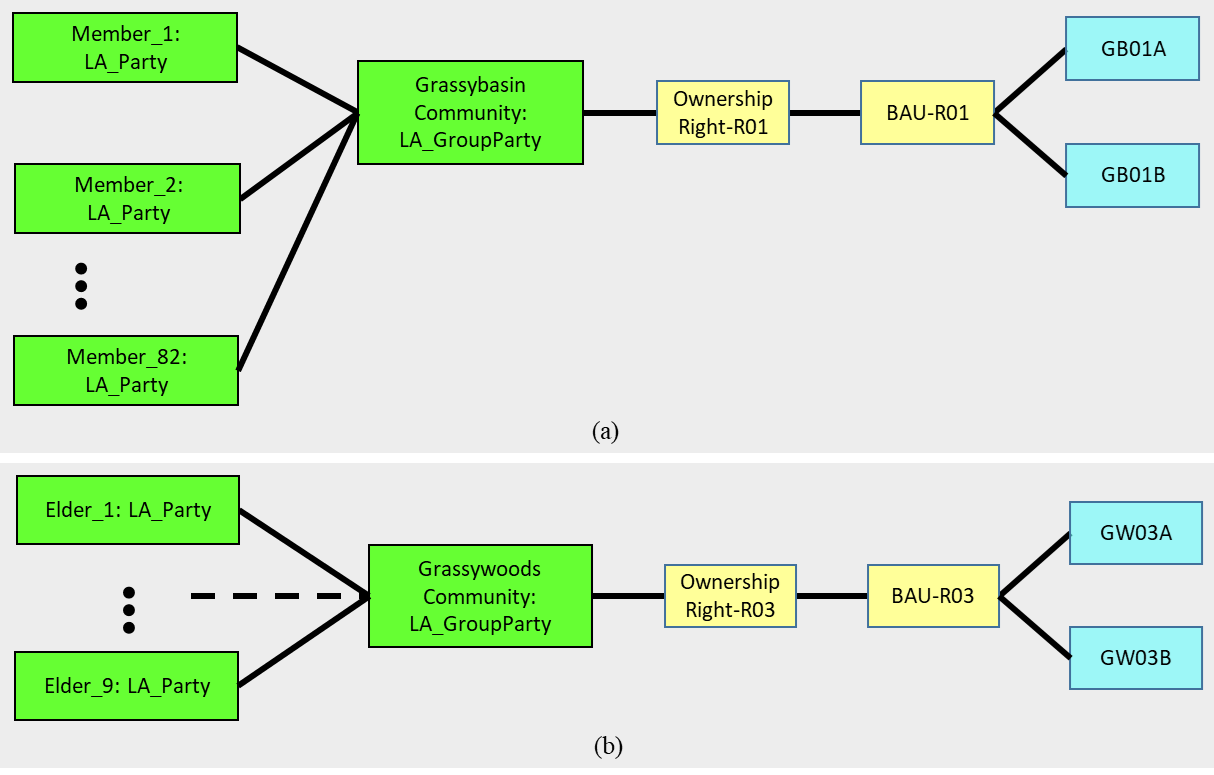 Member_1:
LA_Party
Member_2:
LA_Party
Member_82:
LA_Party
Grassybasin
Community:
LA_GroupParty
Ownership
Right-R01
BAU-R01
GB01A
GB01B
(a)
Elder_1: LA_Party
Elder_9: LA_Party
Grassywoods
Community:
LA_GroupParty
Ownership
Right-R03
BAU-R03
GW03A
GW03B
(b)